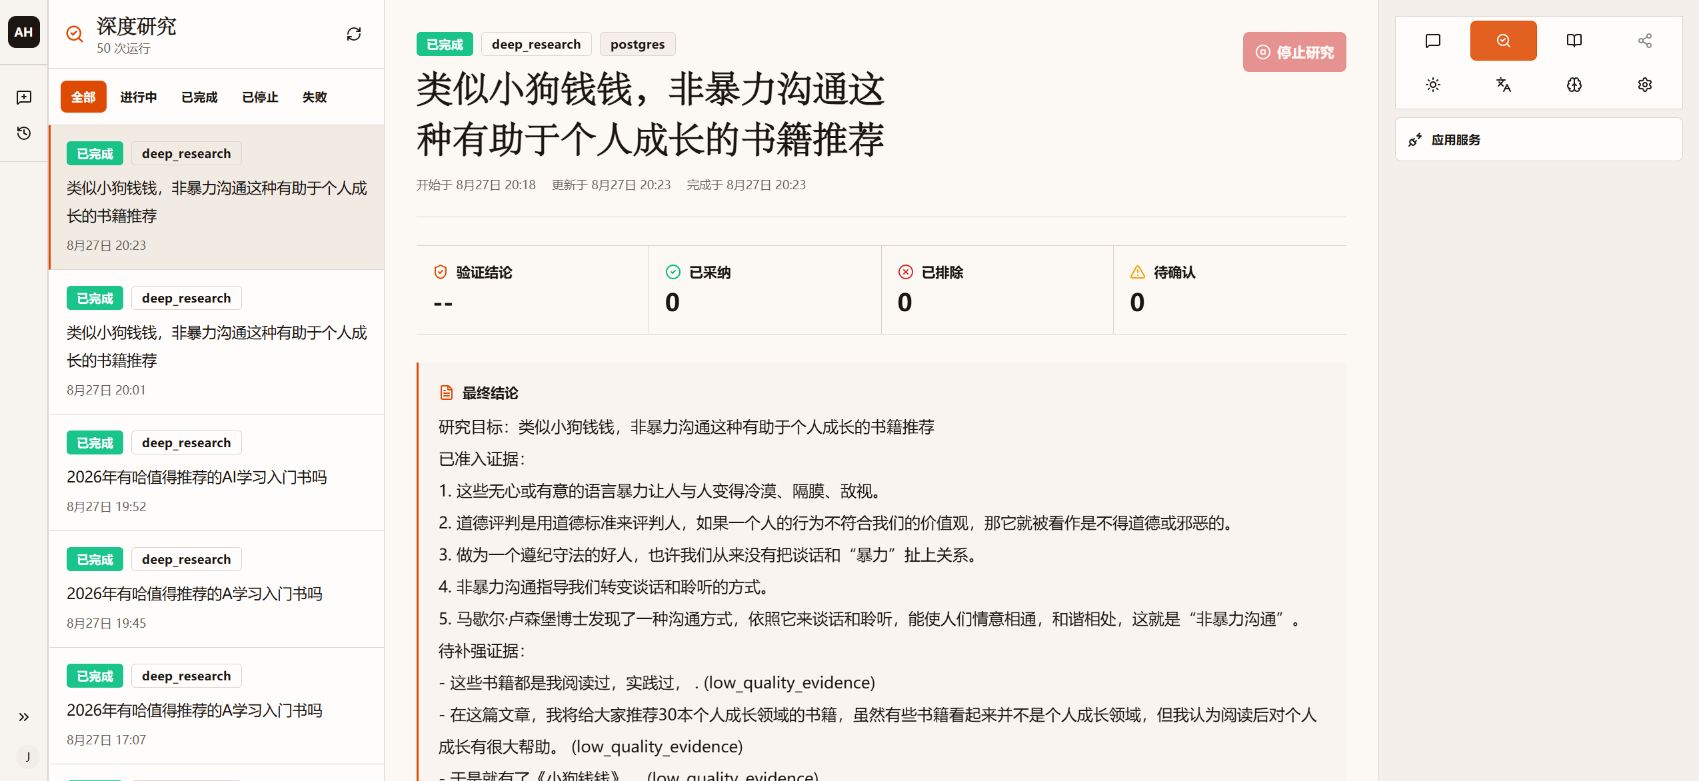 AH
深度研究
50 次运行
全部
进行中
已完成
已停止
失败
已完成
deep_research
类似小狗钱钱，非暴力沟通这种有助于个人成
长的书籍推荐
8月27日 20:23
已完成
deep_research
类似小狗钱钱，非暴力沟通这种有助于个人成
长的书籍推荐
8月27日 20:01
已完成
deep_research
2026年有哈值得推荐的AI学习入门书吗
8月27日 19:52
已完成
deep_research
2026年有哈值得推荐的A学习入门书吗
8月27日 19:45
已完成
deep_research
2026年有哈值得推荐的A学习入门书吗
8月27日 17:07
J
已完成
deep_research
postgres
停止研究
类似小狗钱钱，非暴力沟通这
种有助于个人成长的书籍推荐
开始于 8月27日 20:18
更新于 8月27日 20:23
完成于 8月27日 20:23
验证结论
--
已采纳
0
已排除
0
待确认
0
最终结论
研究目标：类似小狗钱钱，非暴力沟通这种有助于个人成长的书籍推荐
已准入证据：
1. 这些无心或有意的语言暴力让人与人变得冷漠、隔膜、敌视。
2. 道德评判是用道德标准来评判人，如果一个人的行为不符合我们的价值观，那它就被看作是不得道德或邪恶的。
3. 做为一个遵纪守法的好人，也许我们从来没有把谈话和“暴力”扯上关系。
4. 非暴力沟通指导我们转变谈话和聆听的方式。
5. 马歇尔·卢森堡博士发现了一种沟通方式，依照它来谈话和聆听，能使人们情意相通，和谐相处，这就是“非暴力沟通”。
待补强证据：
- 这些书籍都是我阅读过，实践过， . (low_quality_evidence)
- 在这篇文章，我将给大家推荐30本个人成长领域的书籍，虽然有些书籍看起来并不是个人成长领域，但我认为阅读后对个人
成长有很大帮助。 (low_quality_evidence)
- 于是就有了《小狗钱钱》 . (low_quality_evidence)
应用服务